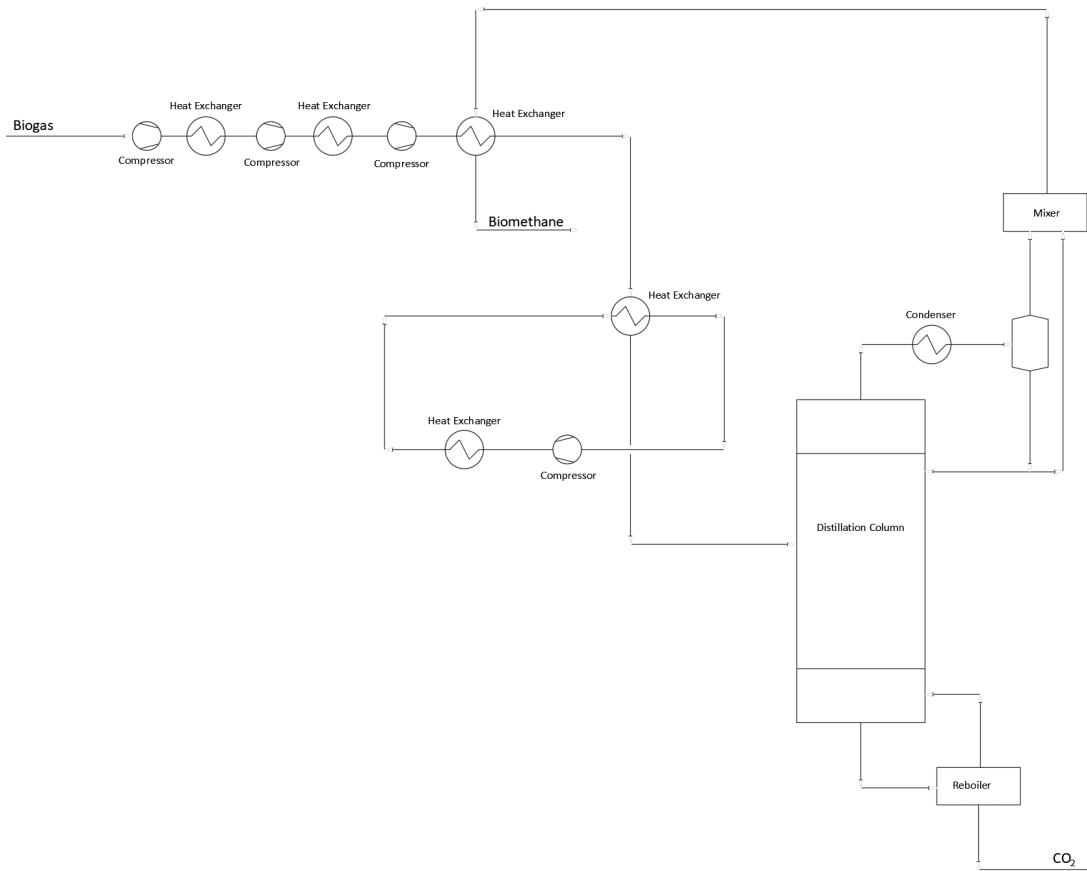 Heat Exchanger
Heat Exchanger
Heat Exchanger
Biogas
Compressor
Compressor
Compressor
Mixer
Biomethane
Heat Exchanger
Condenser
Heat Exchanger
Compressor
Distillation Column
Reboiler
CO₂